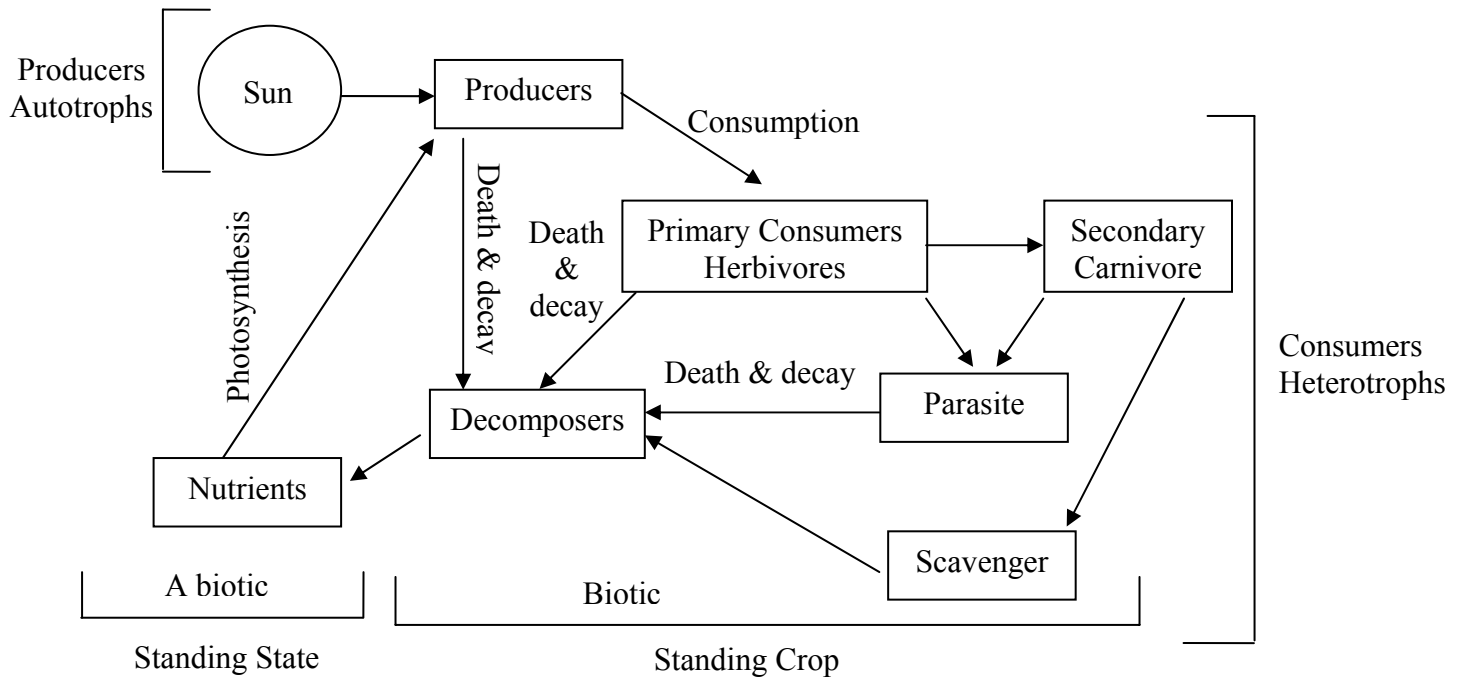 Producers
Autotrophs
Sun
Producers
Consumption
Death & decay
Death
&
decay
Primary Consumers
Herbivores
Secondary
Carnivore
Photosynthesis
Consumers
Heterotrophs
Death & decay
Parasite
Decomposers
Nutrients
Scavenger
A biotic
Biotic
Standing State
Standing Crop